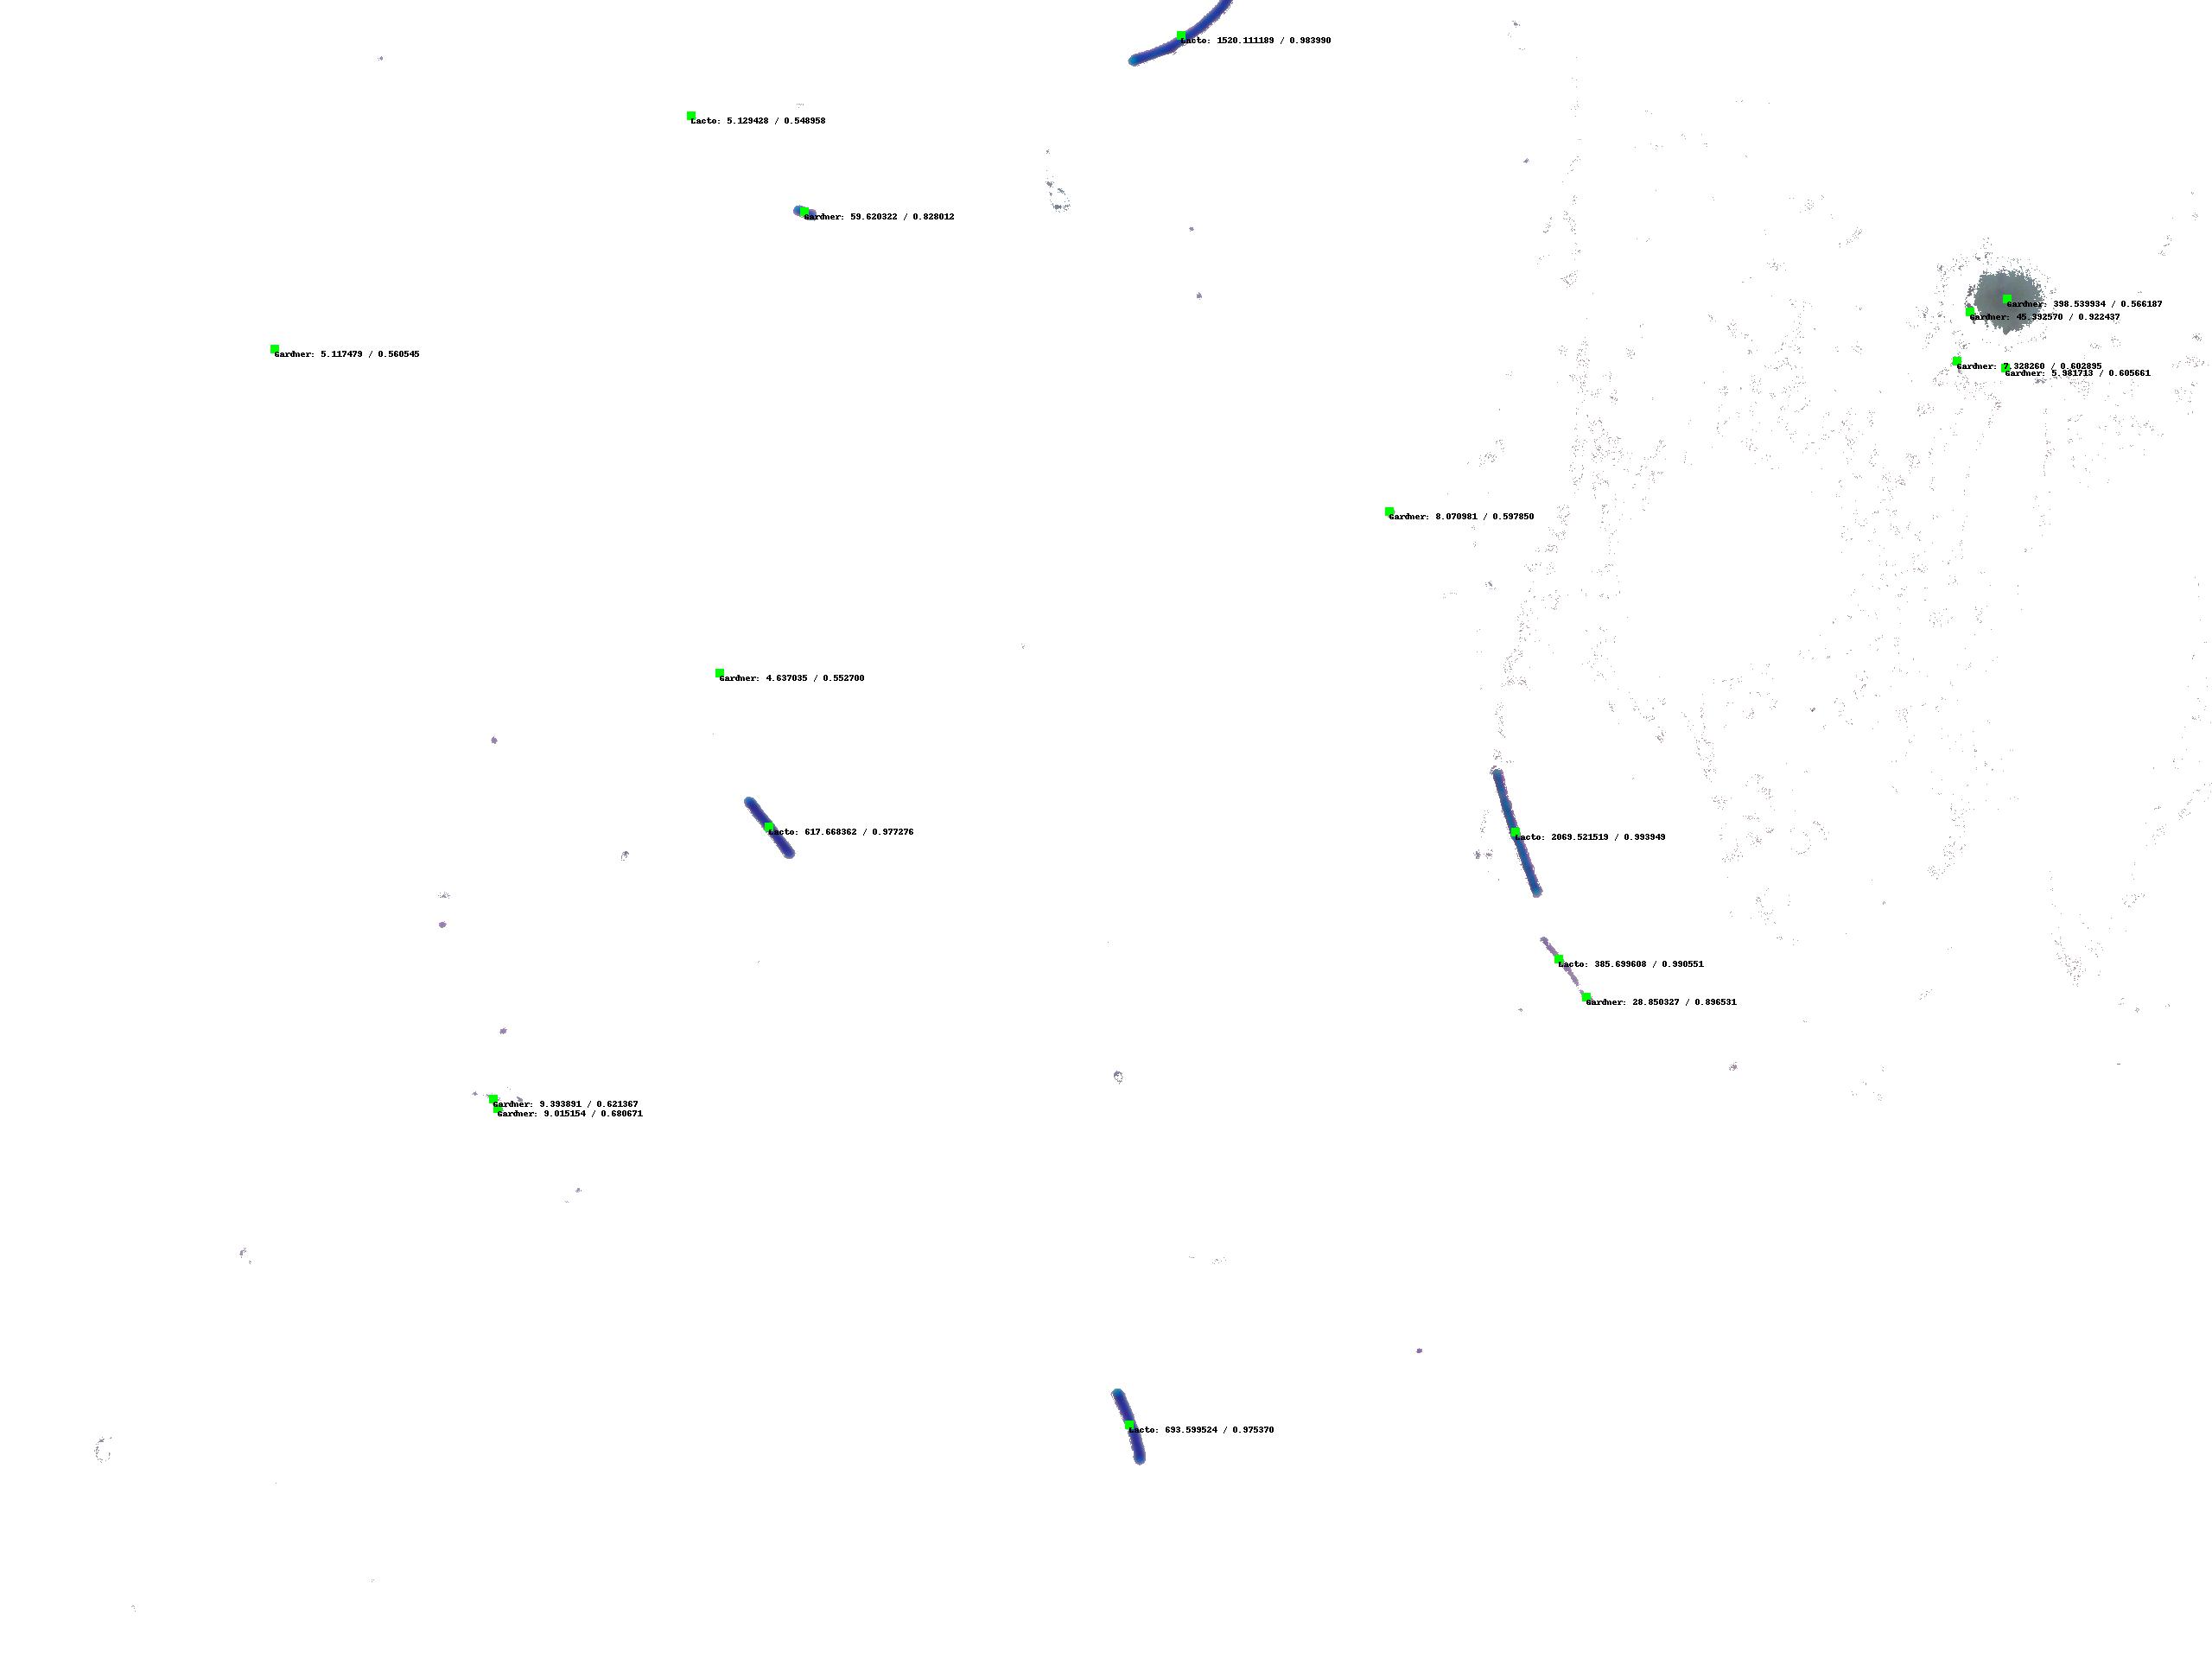 Lacto: 1520.111189 / 0.983990
Lacto: 5.129428 / 0.548958
Gardner: 59.620322 / 0.828012
Gardner: 398.539934 / 0.566187
Gardner: 45.392570 / 0.922437
Gardner: 5.117479 / 0.560545
Gardner: 7.328260 / 0.602895
Gardner: 5.981713 / 0.605661
Gardner: 8.070981 / 0.597850
Gardner: 4.637035 / 0.552700
Lacto: 617.668362 / 0.977276
Lacto: 2069.521519 / 0.993949
Lacto: 385.699608 / 0.990551
Gardner: 28.850327 / 0.896531
Gardner: 9.393891 / 0.621367
Gardner: 9.015154 / 0.680671
Lacto: 693.599524 / 0.975370